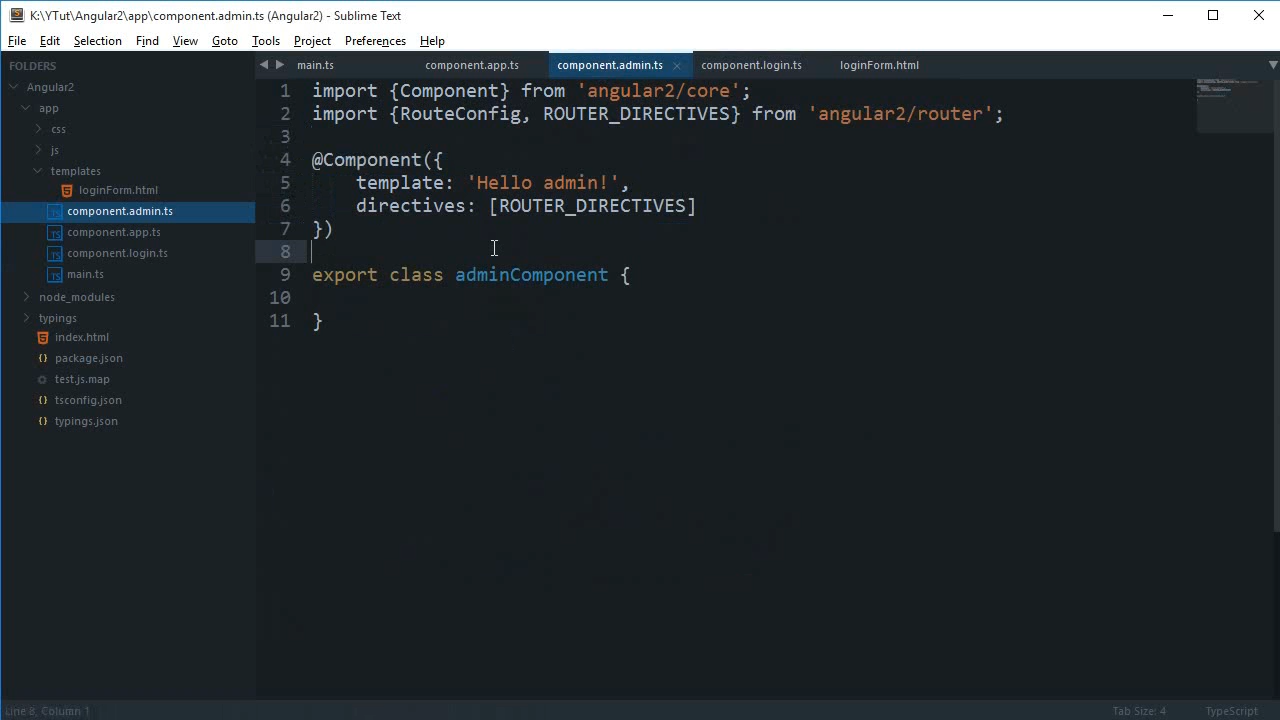 K:\YTut\Angular2\app\component.admin.ts (Angular2) - Sublime Text
File Edit Selection Find View Goto Tools Project Preferences Help
FOLDERS
Angular2
app
css
js
templates
loginForm.html
component.admin.ts
component.app.ts
component.login.ts
main.ts
node_modules
typings
index.html
package.json
test.js.map
tsconfig.json
typings.json
main.ts component.app.ts component.admin.ts component.login.ts loginForm.html
1 import {Component} from 'angular2/core';
2 import {RouteConfig, ROUTER_DIRECTIVES} from 'angular2/router';
3
4 @Component({
5 template: 'Hello admin!',
6 directives: [ROUTER_DIRECTIVES]
7 })
8
9 export class adminComponent {
10
11 }
Line 8, Column 1 Tab Size: 4 TypeScript